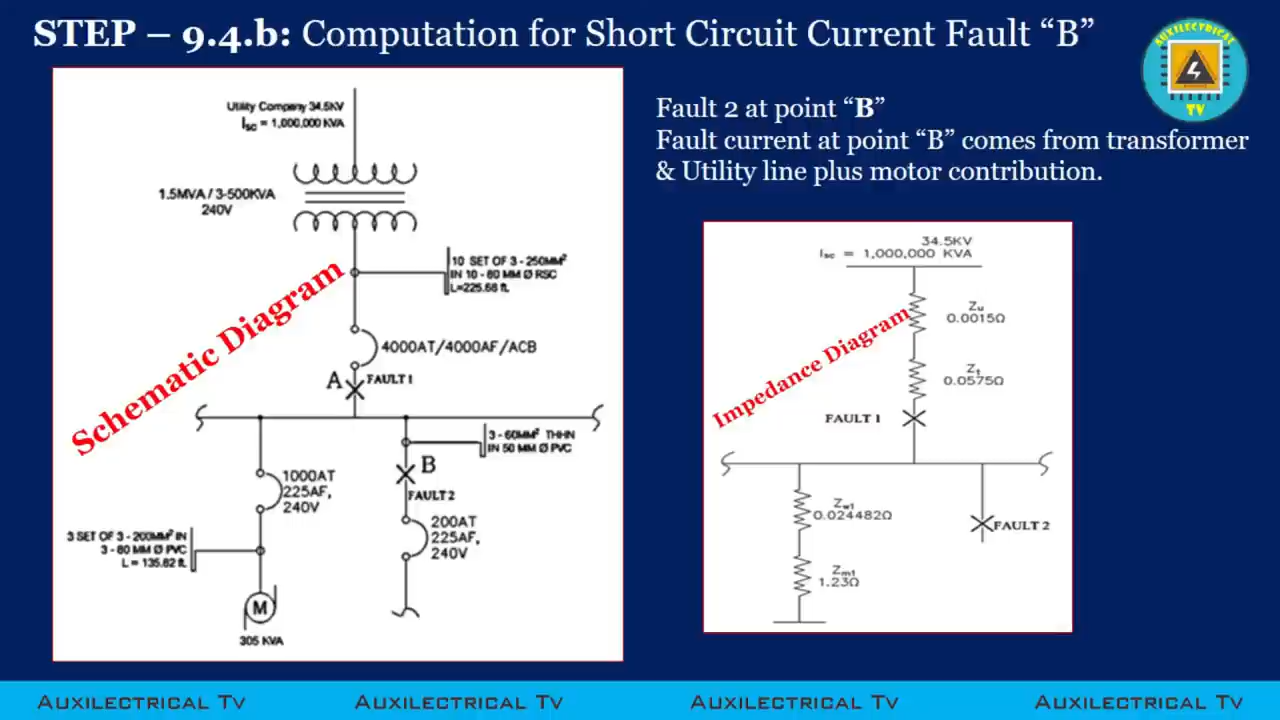 STEP – 9.4.b: Computation for Short Circuit Current Fault “B”
AUXILECTRICAL
TV
Utility Company 34.5KV
Isc = 1,000,000 KVA
1.5MVA / 3-500KVA
240V
10 SET OF 3 - 250MM²
IN 10 - 80 MM Ø RSC
L=225.66 ft.
4000AT/4000AF/ACB
A
FAULT 1
Schematic Diagram
3 - 60MM² THHN
IN 50 MM Ø PVC
B
FAULT 2
1000AT
225AF,
240V
200AT
225AF,
240V
3 SET OF 3 - 200MM² IN
3 - 80 MM Ø PVC
L = 135.62 ft.
M
305 KVA
Fault 2 at point “B”
Fault current at point “B” comes from transformer
& Utility line plus motor contribution.
34.5KV
Isc = 1,000,000 KVA
Zu
0.0015Ω
Zt
0.0575Ω
Impedance Diagram
FAULT 1
Zw1
0.024482Ω
FAULT 2
Zm1
1.23Ω
AUXILECTRICAL TV
AUXILECTRICAL TV
AUXILECTRICAL TV
AUXILECTRICAL TV